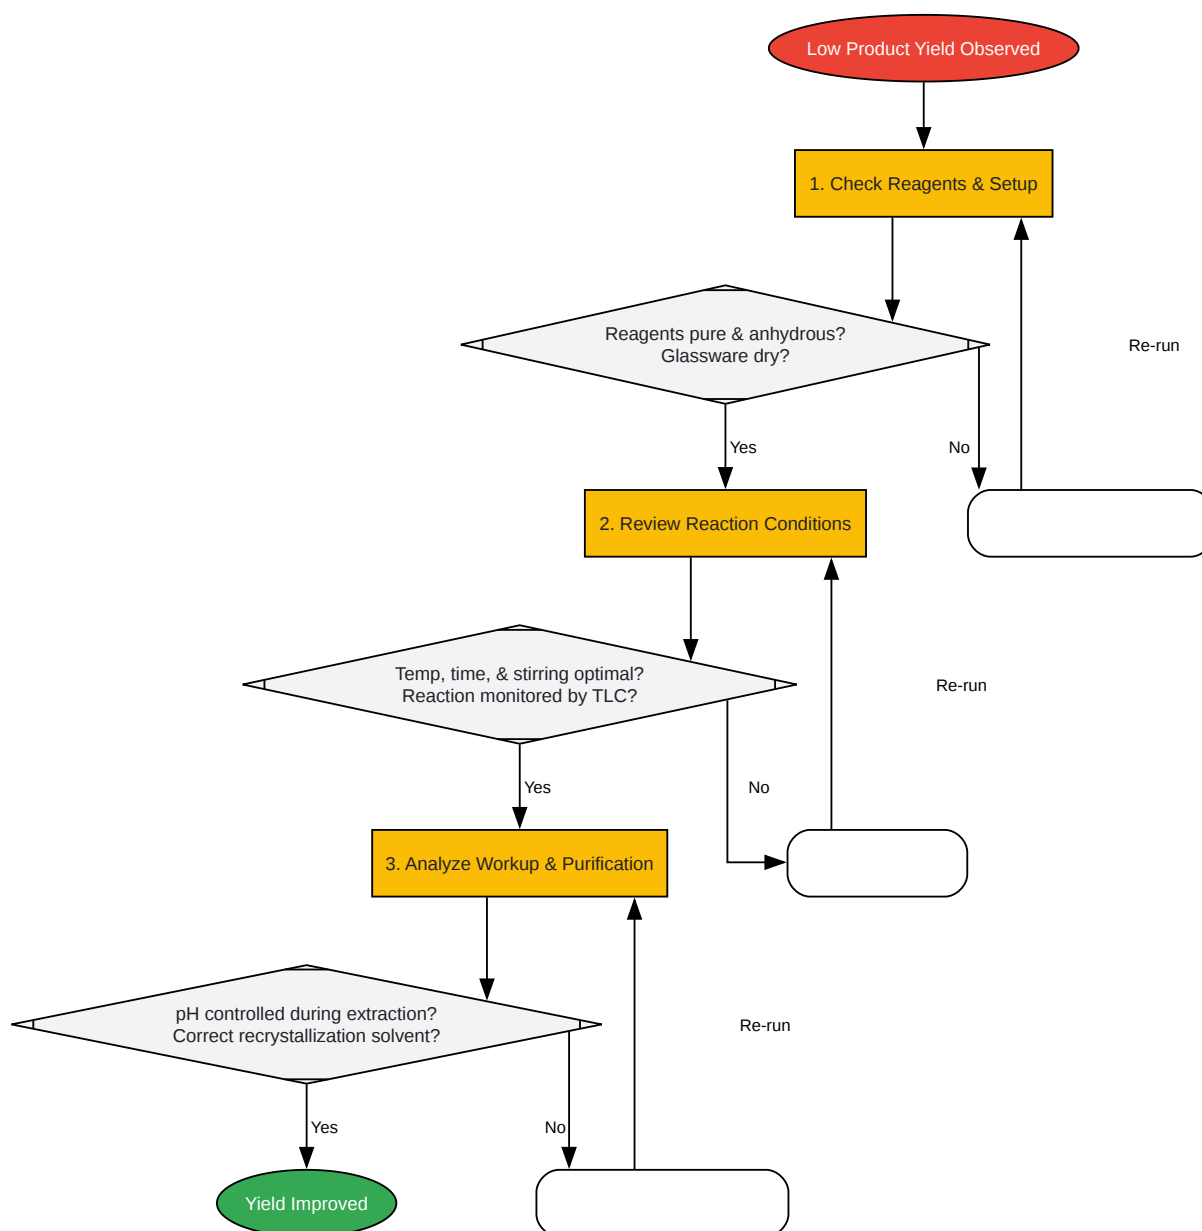 Low Product Yield Observed
1. Check Reagents & Setup
Reagents pure & anhydrous?
Glassware dry?
Re-run
Yes
No
2. Review Reaction Conditions
Temp, time, & stirring optimal?
Reaction monitored by TLC?
Re-run
Yes
No
3. Analyze Workup & Purification
pH controlled during extraction?
Correct recrystallization solvent?
Re-run
Yes
No
Yield Improved